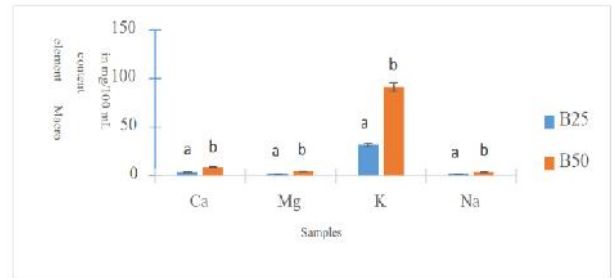 Macro
element
content
in mg/100 mL
150
100
50
0
a b a b a b a b
Ca Mg K Na
Samples
B25
B50